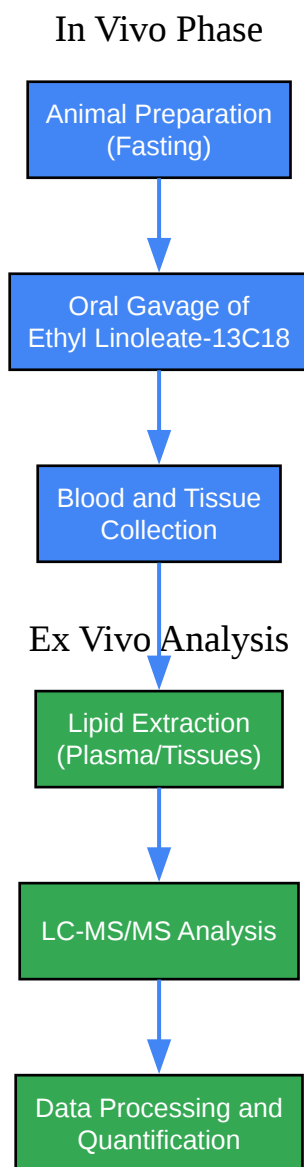 In Vivo Phase
Animal Preparation
(Fasting)
Oral Gavage of
Ethyl Linoleate-13C18
Blood and Tissue
Collection
Ex Vivo Analysis
Lipid Extraction
(Plasma/Tissues)
LC-MS/MS Analysis
Data Processing and
Quantification